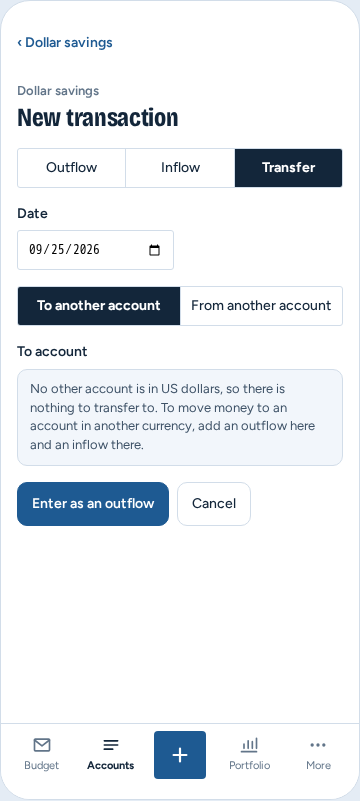 ‹ Dollar savings
Dollar savings
New transaction
Outflow
Inflow
Transfer
Date
09/25/2026
To another account
From another account
To account
No other account is in US dollars, so there is
nothing to transfer to. To move money to an
account in another currency, add an outflow here
and an inflow there.
Enter as an outflow
Cancel
Budget
Accounts
Portfolio
More